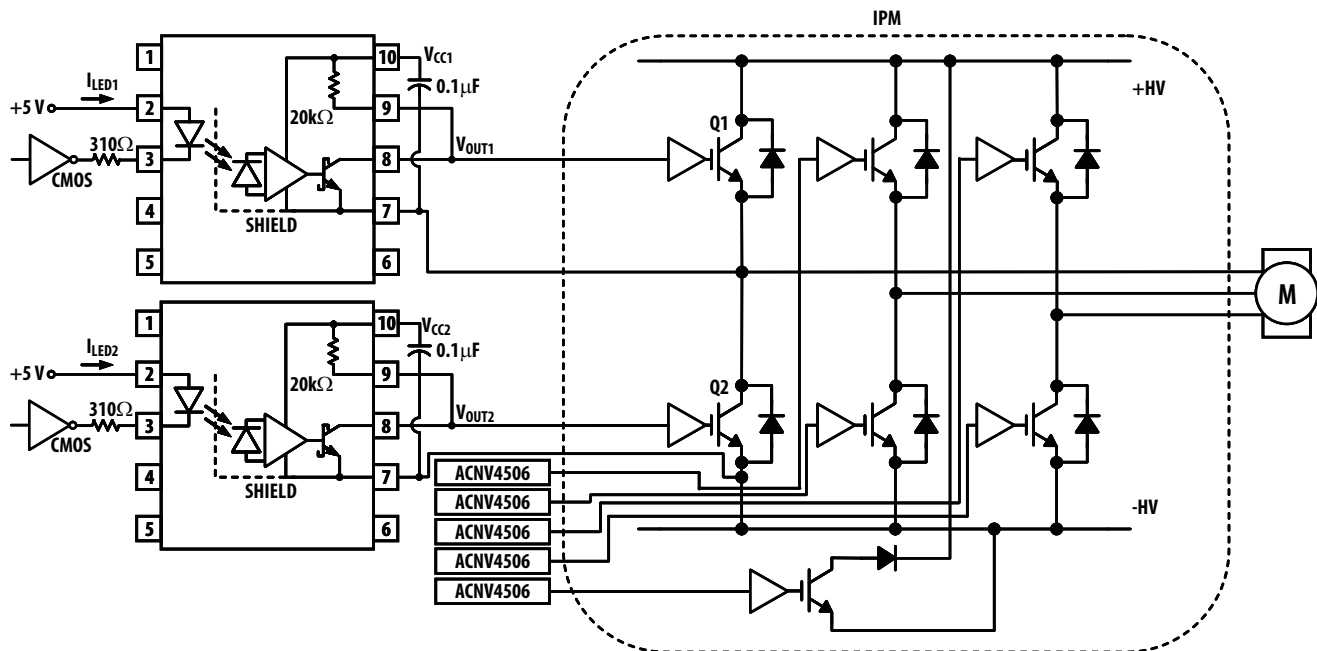 IPM
1
10
VCC1
0.1µF
ILED1
+5 V
2
20kΩ
9
+HV
310Ω
3
8
VOUT1
Q1
CMOS
4
SHIELD
7
5
6
M
1
10
VCC2
0.1µF
ILED2
+5 V
2
20kΩ
9
310Ω
3
8
VOUT2
Q2
CMOS
4
SHIELD
7
ACNV4506
ACNV4506
5
6
-HV
ACNV4506
ACNV4506
ACNV4506